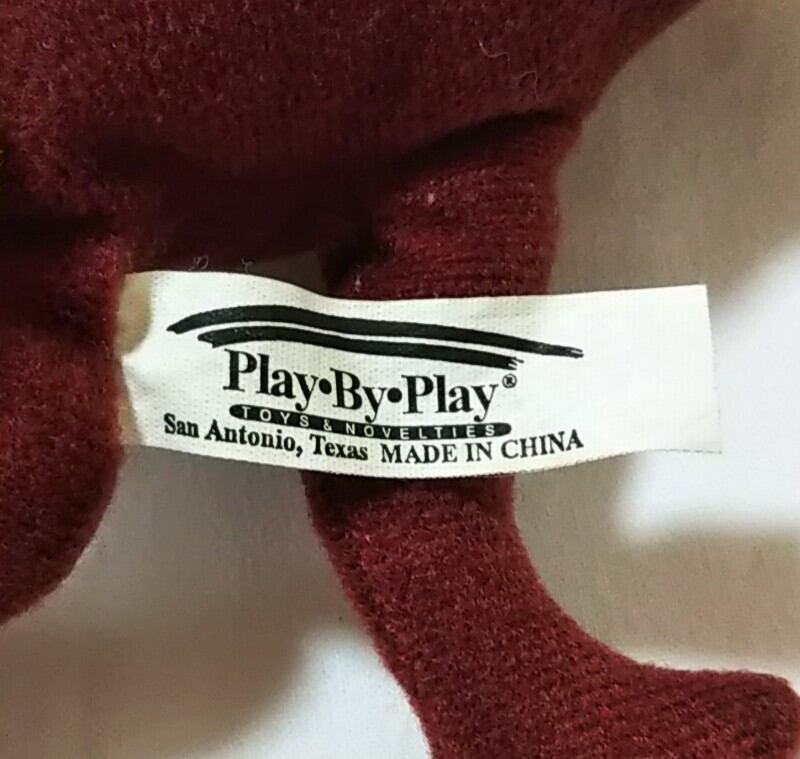 Play•By•Play®
TOYS & NOVELTIES
San Antonio, Texas MADE IN CHINA